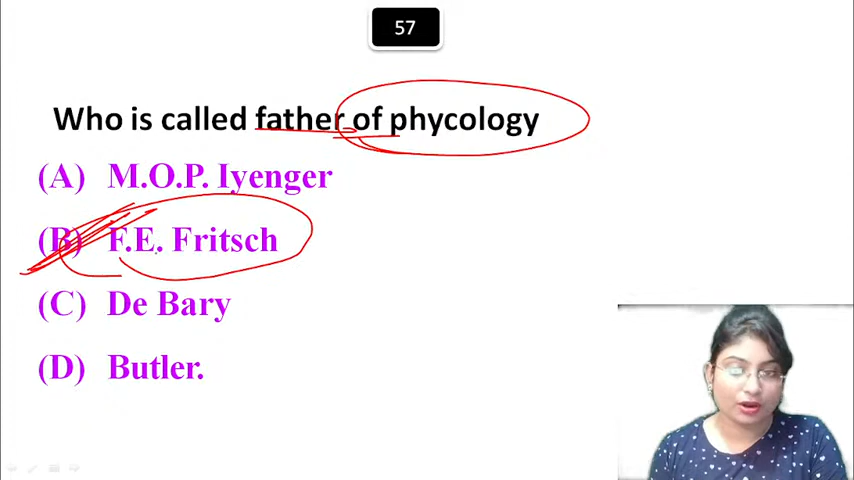 57
Who is called father of phycology
(A) M.O.P. Iyenger
(B) F.E. Fritsch
(C) De Bary
(D) Butler.